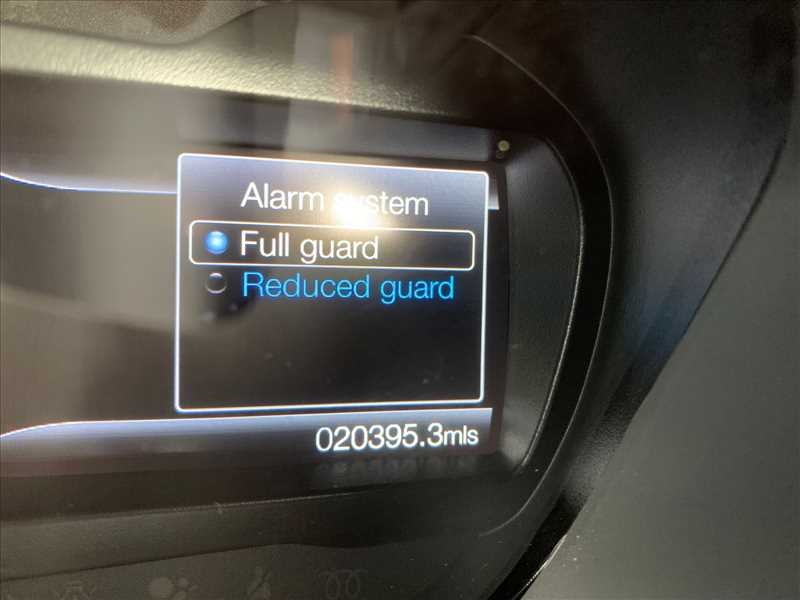 Alarm system
Full guard
Reduced guard
020395.3mls